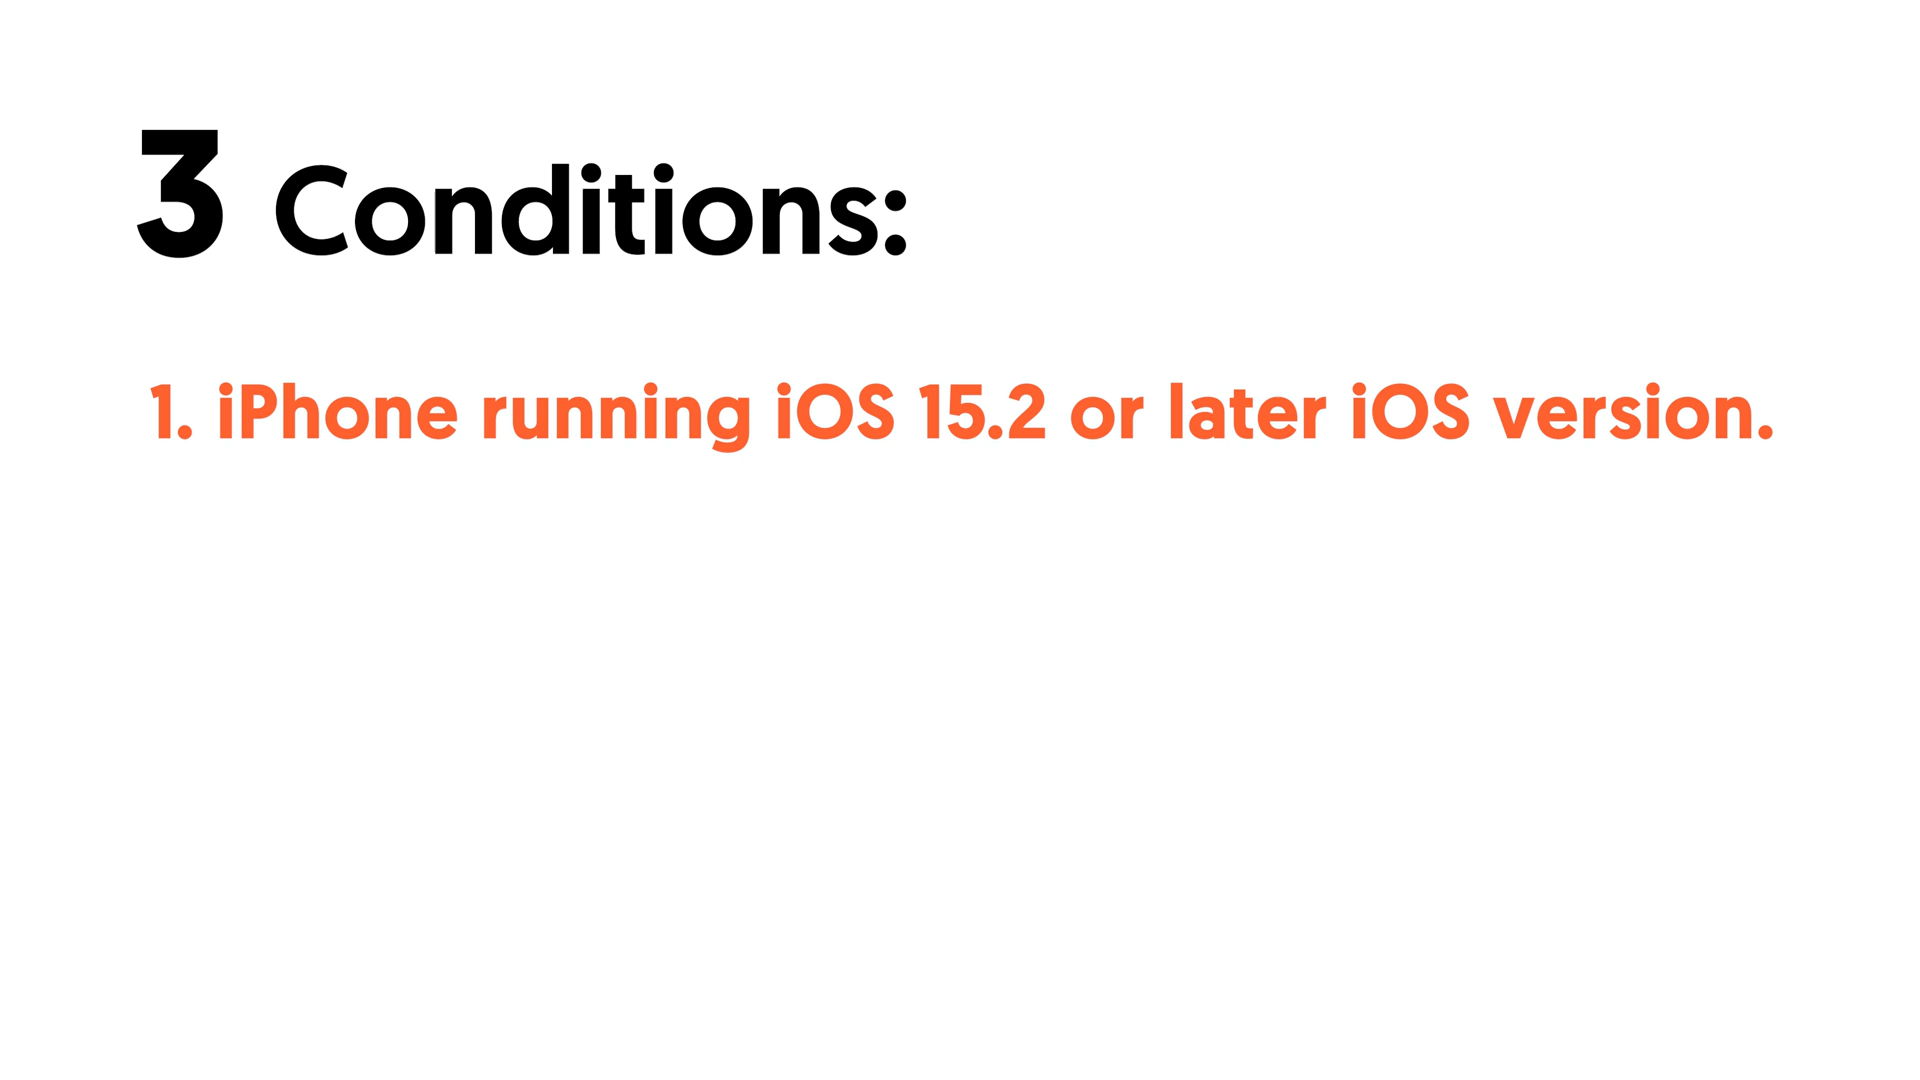 3 Conditions:
1. iPhone running iOS 15.2 or later iOS version.